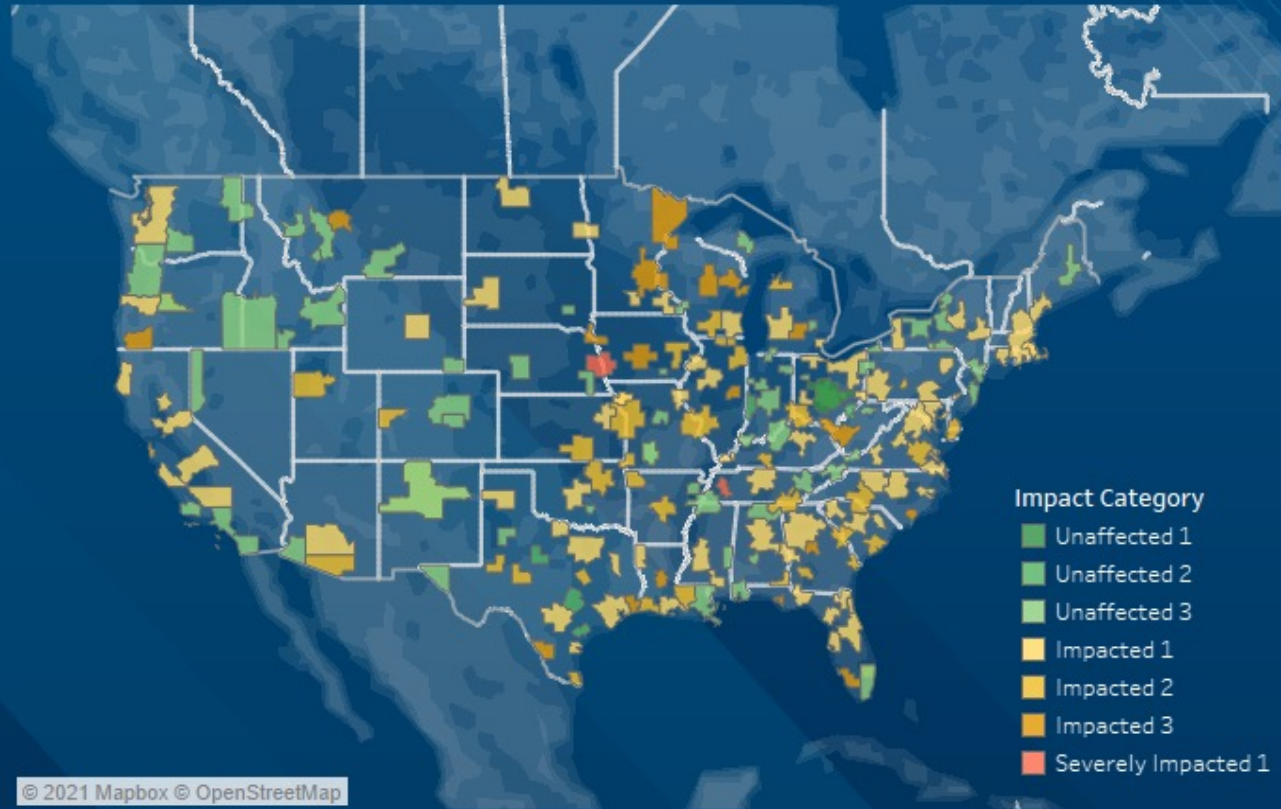 Impact Category
Unaffected 1
Unaffected 2
Unaffected 3
Impacted 1
Impacted 2
Impacted 3
Severely Impacted 1
© 2021 Mapbox © OpenStreetMap